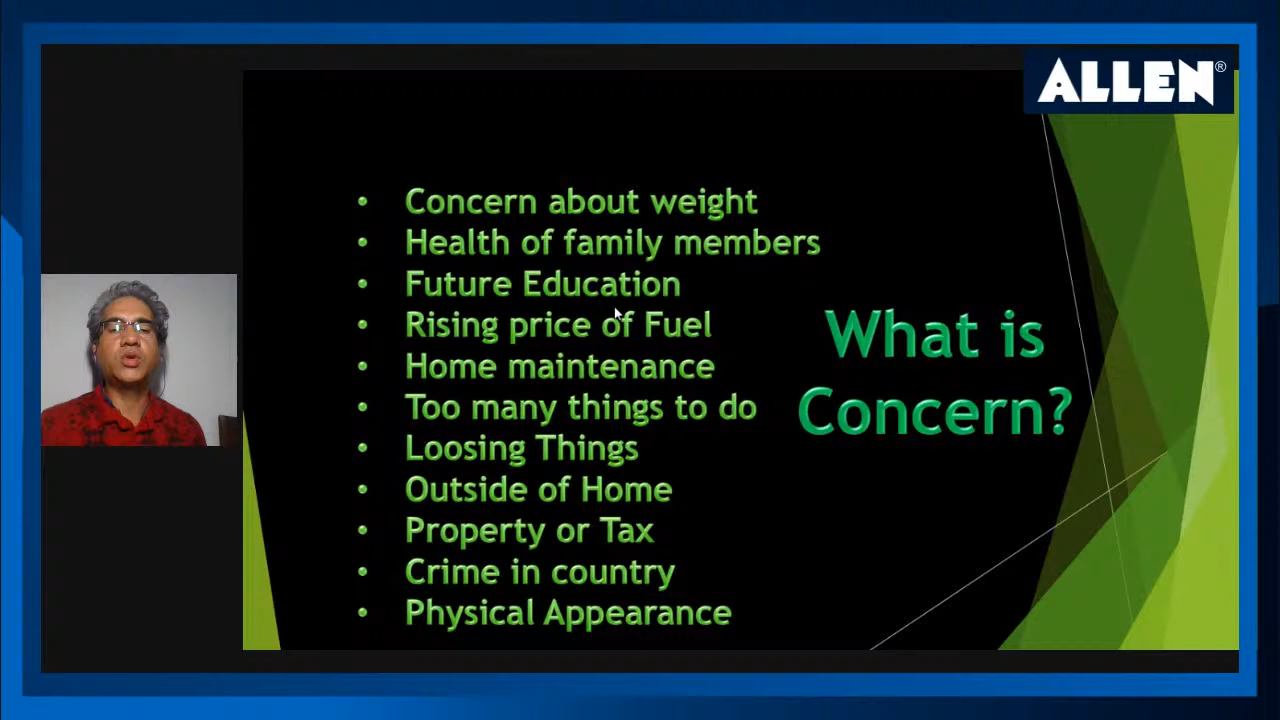 ALLEN®
• Concern about weight
• Health of family members
• Future Education
• Rising price of Fuel
• Home maintenance
• Too many things to do
• Loosing Things
• Outside of Home
• Property or Tax
• Crime in country
• Physical Appearance
What is
Concern?